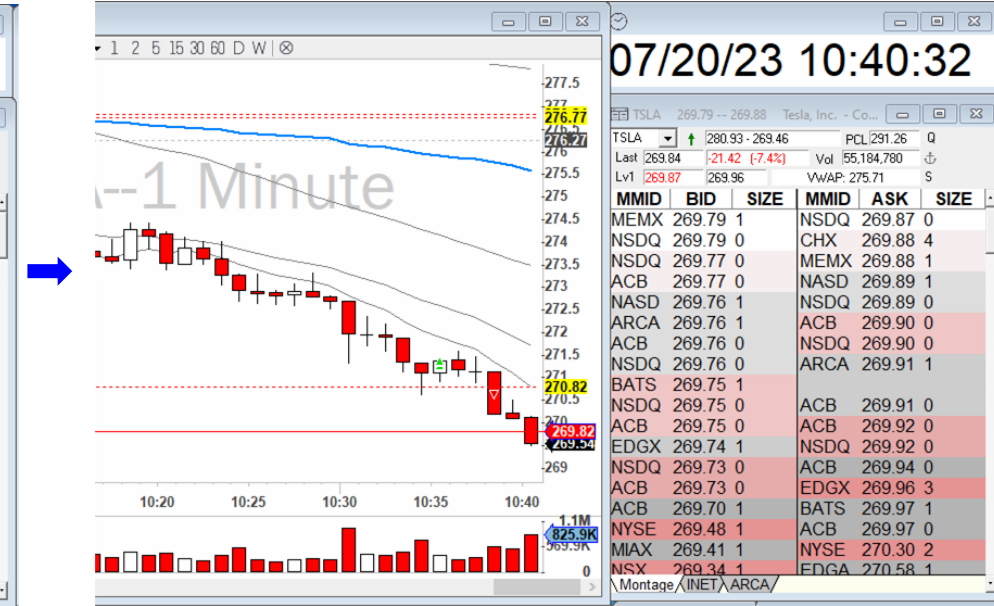 1 2 5 15 30 60 D W
277.5
276.77
276.27
276
275.5
275
A--1 Minute
274.5
274
273.5
273
272.5
272
271.5
271
270.82
270.5
269.82
269.54
269
10:20 10:25 10:30 10:35 10:40
1.1M
825.9K
569.9K
0
07/20/23 10:40:32
TSLA 269.79 -- 269.88 Tesla, Inc. - Co...
TSLA 280.93 - 269.46 PCL 291.26 Q
Last 269.84 -21.42 (-7.4%) Vol 55,184,780
Lv1 269.87 269.96 VWAP: 275.71 S
MMID BID SIZE MMID ASK SIZE
MEMX 269.79 1 NSDQ 269.87 0
NSDQ 269.79 0 CHX 269.88 4
NSDQ 269.77 0 MEMX 269.88 1
ACB 269.77 0 NASD 269.89 1
NASD 269.76 1 NSDQ 269.89 0
ARCA 269.76 1 ACB 269.90 0
ACB 269.76 0 NSDQ 269.90 0
NSDQ 269.76 0 ARCA 269.91 1
BATS 269.75 1
NSDQ 269.75 0 ACB 269.91 0
ACB 269.75 0 ACB 269.92 0
EDGX 269.74 1 NSDQ 269.92 0
NSDQ 269.73 0 ACB 269.94 0
ACB 269.73 0 EDGX 269.96 3
ACB 269.70 1 BATS 269.97 1
NYSE 269.48 1 ACB 269.97 0
MIAX 269.41 1 NYSE 270.30 2
NSX 269.34 1 EDGA 270.58 1
Montage INET ARCA